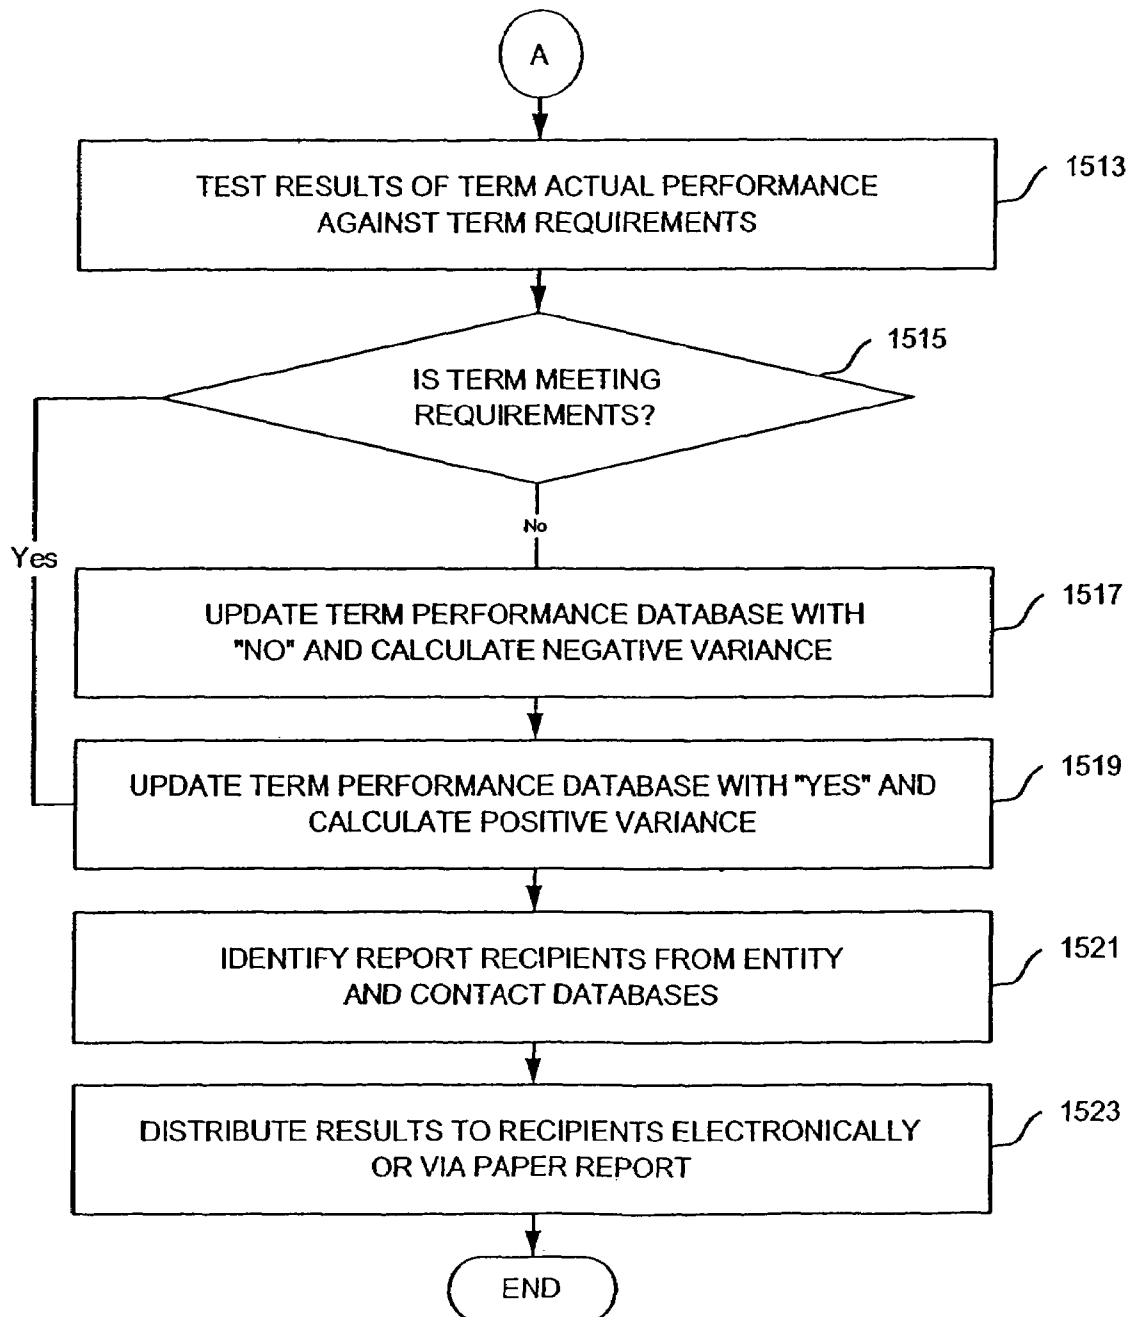 A
TEST RESULTS OF TERM ACTUAL PERFORMANCE
AGAINST TERM REQUIREMENTS
1513
IS TERM MEETING
REQUIREMENTS?
1515
No
Yes
UPDATE TERM PERFORMANCE DATABASE WITH
"NO" AND CALCULATE NEGATIVE VARIANCE
1517
UPDATE TERM PERFORMANCE DATABASE WITH "YES" AND
CALCULATE POSITIVE VARIANCE
1519
IDENTIFY REPORT RECIPIENTS FROM ENTITY
AND CONTACT DATABASES
1521
DISTRIBUTE RESULTS TO RECIPIENTS ELECTRONICALLY
OR VIA PAPER REPORT
1523
END